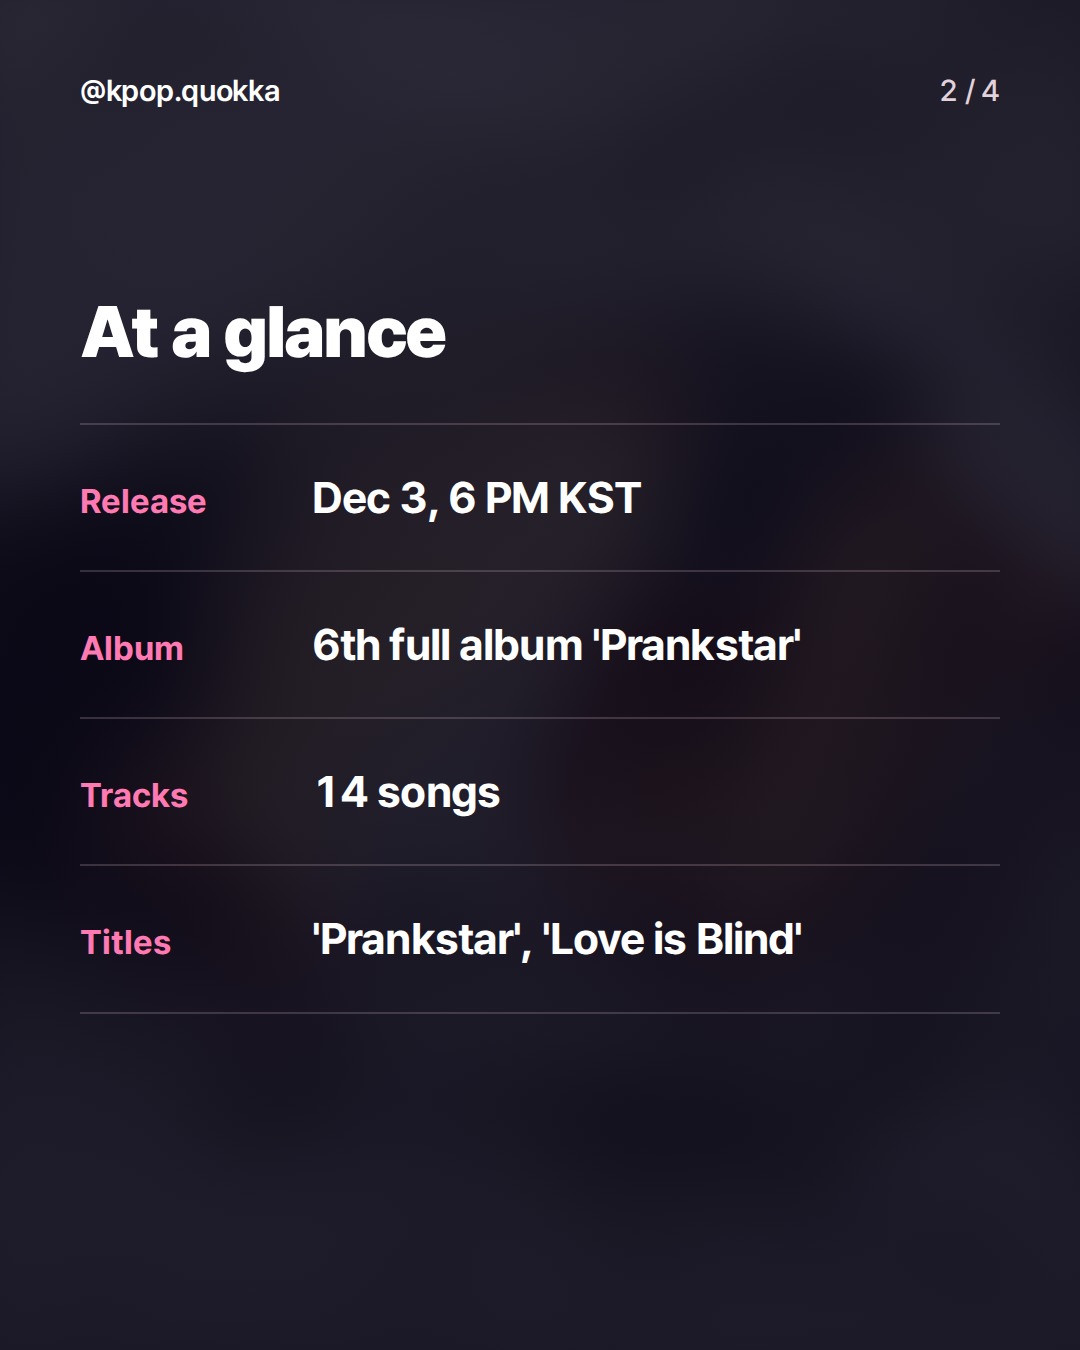 @kpop.quokka
2 / 4
At a glance
Release
Dec 3, 6 PM KST
Album
6th full album 'Prankstar'
Tracks
14 songs
Titles
'Prankstar', 'Love is Blind'